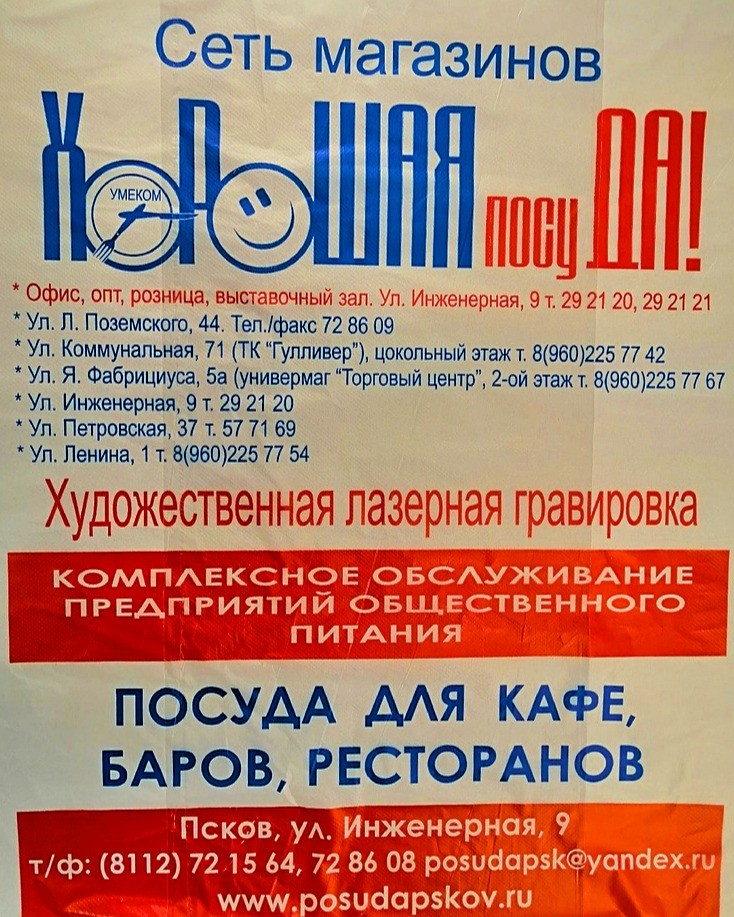 Сеть магазинов
ХОРОШАЯ посуДА!
УМЕКОМ
* Офис, опт, розница, выставочный зал. Ул. Инженерная, 9 т. 29 21 20, 29 21 21
* Ул. Л. Поземского, 44. Тел./факс 72 86 09
* Ул. Коммунальная, 71 (ТК “Гулливер”), цокольный этаж т. 8(960)225 77 42
* Ул. Я. Фабрициуса, 5а (универмаг “Торговый центр”, 2-ой этаж т. 8(960)225 77 67
* Ул. Инженерная, 9 т. 29 21 20
* Ул. Петровская, 37 т. 57 71 69
* Ул. Ленина, 1 т. 8(960)225 77 54
Художественная лазерная гравировка
КОМПЛЕКСНОЕ ОБСЛУЖИВАНИЕ
ПРЕДПРИЯТИЙ ОБЩЕСТВЕННОГО
ПИТАНИЯ
ПОСУДА ДЛЯ КАФЕ,
БАРОВ, РЕСТОРАНОВ
Псков, ул. Инженерная, 9
т/ф: (8112) 72 15 64, 72 86 08 posudapsk@yandex.ru
www.posudapskov.ru